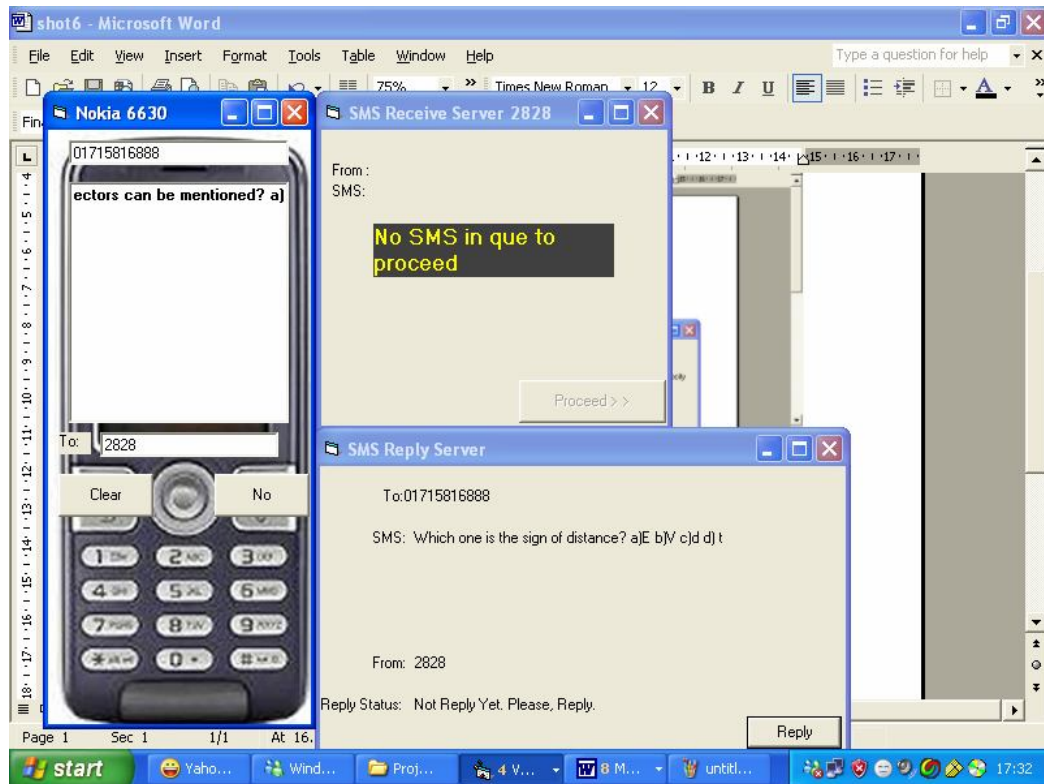 shot6 - Microsoft Word
File Edit View Insert Format Tools Table Window Help
Type a question for help
75% Times New Roman 12 B I U
Nokia 6630
01715816888
ectors can be mentioned? a)
To: 2828
Clear No
SMS Receive Server 2828
From :
SMS:
No SMS in que to
proceed
Proceed > >
SMS Reply Server
To:01715816888
SMS: Which one is the sign of distance? a)E b)V c)d d) t
From: 2828
Reply Status: Not Reply Yet. Please, Reply.
Reply
Page 1 Sec 1 1/1 At 16.
start Yaho... Wind... Proj... 4 V... 8 M... untitl... 17:32